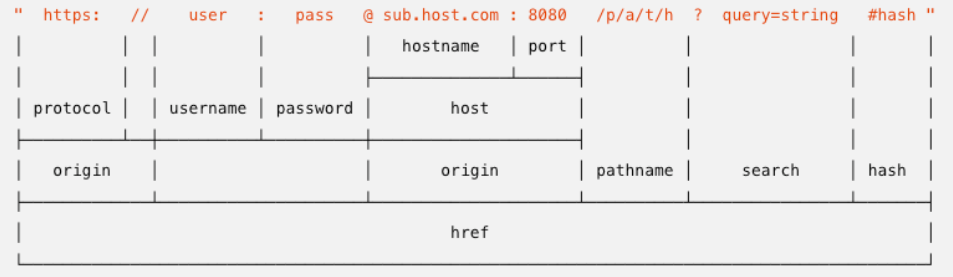 " https: // user : pass @ sub.host.com : 8080 /p/a/t/h ? query=string #hash "
hostname port
protocol username password host
origin origin pathname search hash
href